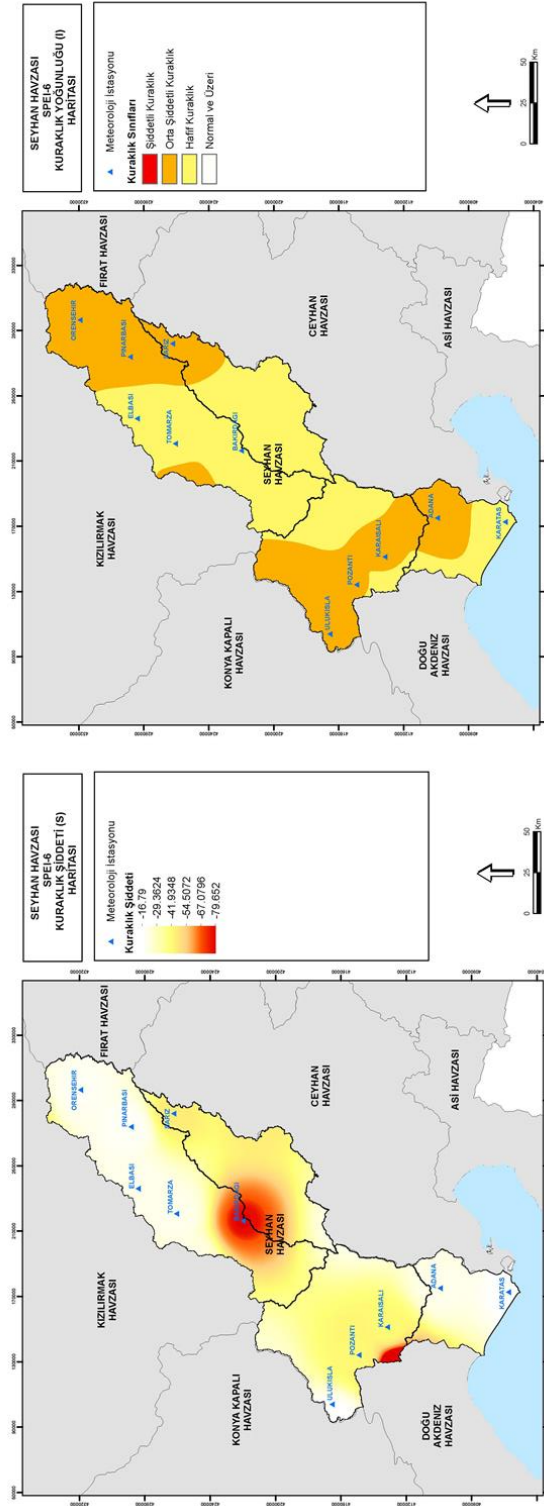 SEYHAN HAVZASI
SPEI-6
KURAKLIK ŞİDDETİ (S)
HARİTASI
Meteoroloji İstasyonu
Kuraklık Şiddeti
-16.79
-29.3624
-41.9348
-54.5072
-67.0796
-79.652
0 25 50
Km
KIZILIRMAK
HAVZASI
FIRAT HAVZASI
ORENSEHIR
PINARBASI
SARIZ
ELBASI
TOMARZA
SEYHAN
HAVZASI
KONYA KAPALI
HAVZASI
CEYHAN
HAVZASI
ULUKISLA
POZANTI
KARAISALI
ADANA
KARATAS
DOĞU
AKDENİZ
HAVZASI
ASİ HAVZASI
SEYHAN HAVZASI
SPEI-6
KURAKLIK YOĞUNLUĞU (I)
HARİTASI
Meteoroloji İstasyonu
Kuraklık Sınıfları
Şiddetli Kuraklık
Orta Şiddetli Kuraklık
Hafif Kuraklık
Normal ve Üzeri
0 25 50
Km
KIZILIRMAK
HAVZASI
FIRAT HAVZASI
ORENSEHIR
PINARBASI
SARIZ
ELBASI
TOMARZA
BAKIRDAGI
SEYHAN
HAVZASI
KONYA KAPALI
HAVZASI
CEYHAN
HAVZASI
ULUKISLA
POZANTI
KARAISALI
ADANA
KARATAS
DOĞU
AKDENİZ
HAVZASI
ASİ HAVZASI